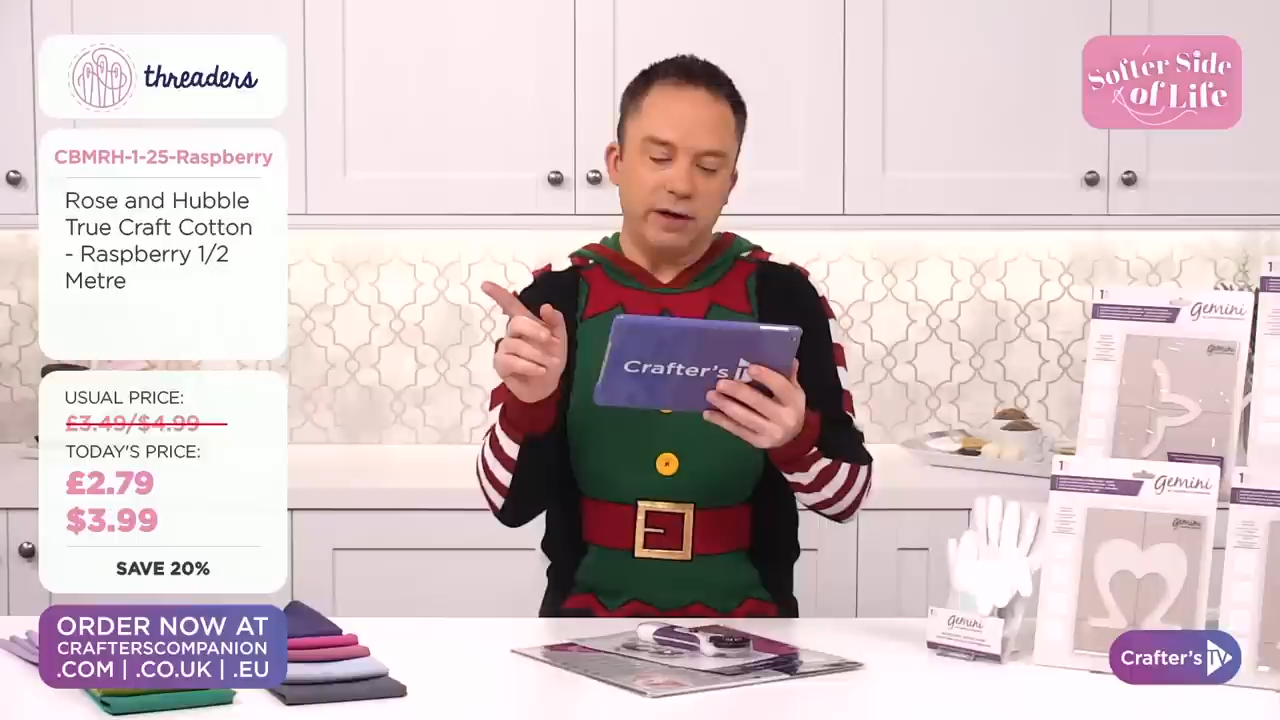 threaders
Softer Side
of Life
CBMRH-1-25-Raspberry
Rose and Hubble
True Craft Cotton
- Raspberry 1/2
Metre
USUAL PRICE:
£3.49/$4.99
TODAY'S PRICE:
£2.79
$3.99
SAVE 20%
ORDER NOW AT
CRAFTERSCOMPANION
.COM | .CO.UK | .EU
Crafter's TV
Gemini
Gemini
Gemini
Gemini
Gemini
Crafter's TV